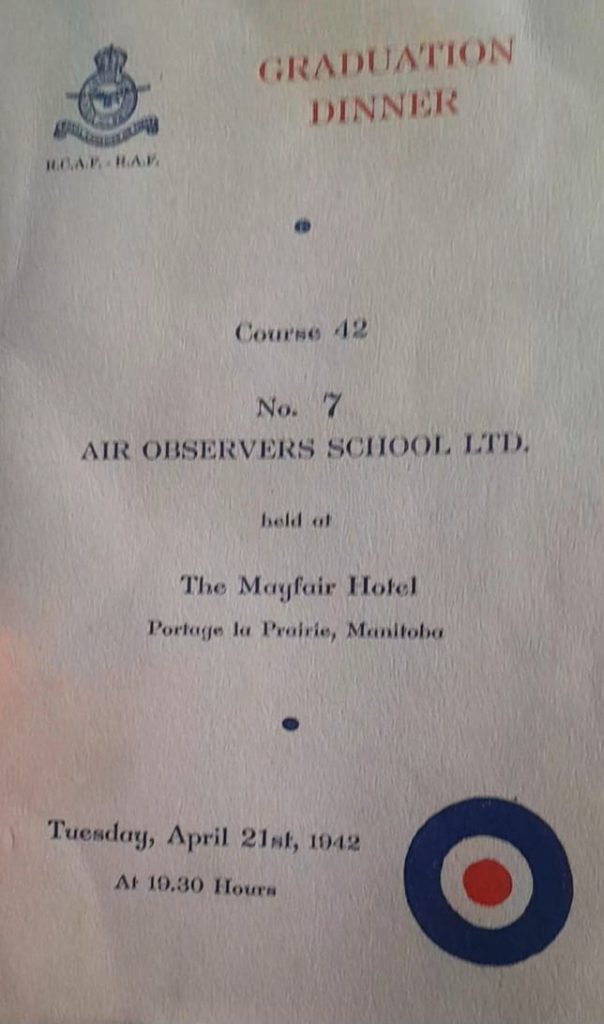 GRADUATION
DINNER
R.C.A.F. - R.A.F.
Course 42
No. 7
AIR OBSERVERS SCHOOL LTD.
held at
The Mayfair Hotel
Portage la Prairie, Manitoba
Tuesday, April 21st, 1942
At 19.30 Hours